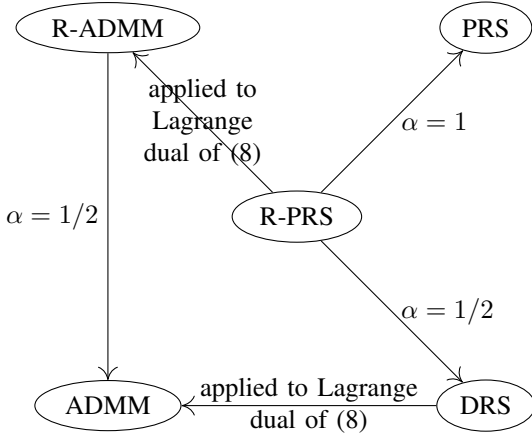 R-ADMM
PRS
applied to
Lagrange
dual of (8)
α = 1
R-PRS
α = 1/2
α = 1/2
applied to Lagrange
dual of (8)
ADMM
DRS